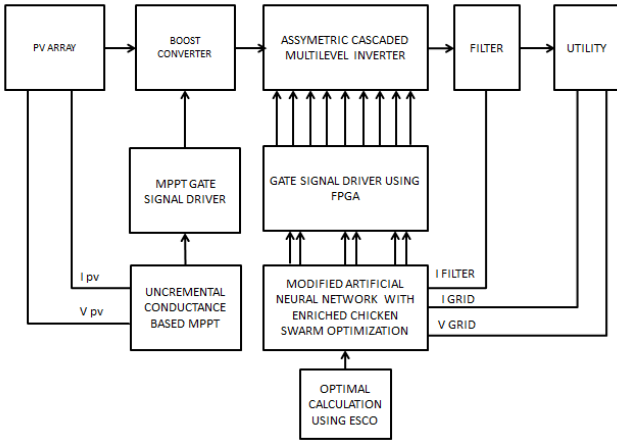 PV ARRAY
BOOST
CONVERTER
ASSYMETRIC CASCADED
MULTILEVEL INVERTER
FILTER
UTILITY
MPPT GATE
SIGNAL DRIVER
GATE SIGNAL DRIVER USING
FPGA
I pv
V pv
UNCREMENTAL
CONDUCTANCE
BASED MPPT
MODIFIED ARTIFICIAL
NEURAL NETWORK WITH
ENRICHED CHICKEN
SWARM OPTIMIZATION
I FILTER
I GRID
V GRID
OPTIMAL
CALCULATION
USING ESCO